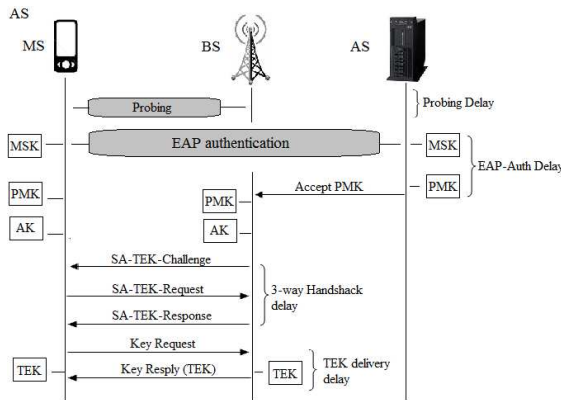 AS
MS
BS
AS
Probing
Probing Delay
MSK
EAP authentication
MSK
EAP-Auth Delay
PMK
PMK
Accept PMK
PMK
AK
AK
SA-TEK-Challenge
SA-TEK-Request
3-way Handshack
delay
SA-TEK-Response
Key Request
TEK
Key Resply (TEK)
TEK
TEK delivery
delay